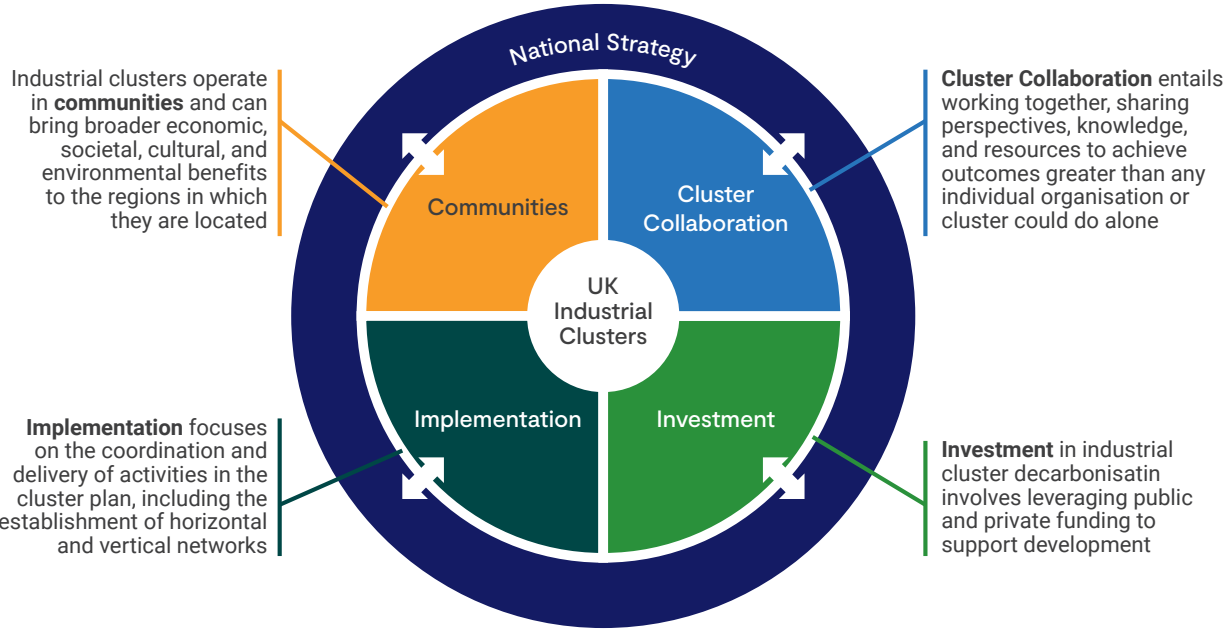 National Strategy
Industrial clusters operate
in communities and can
bring broader economic,
societal, cultural, and
environmental benefits
to the regions in which
they are located
Cluster Collaboration entails
working together, sharing
perspectives, knowledge,
and resources to achieve
outcomes greater than any
individual organisation or
cluster could do alone
Communities
Cluster
Collaboration
UK
Industrial
Clusters
Implementation
Investment
Implementation focuses
on the coordination and
delivery of activities in the
cluster plan, including the
establishment of horizontal
and vertical networks
Investment in industrial
cluster decarbonisatin
involves leveraging public
and private funding to
support development